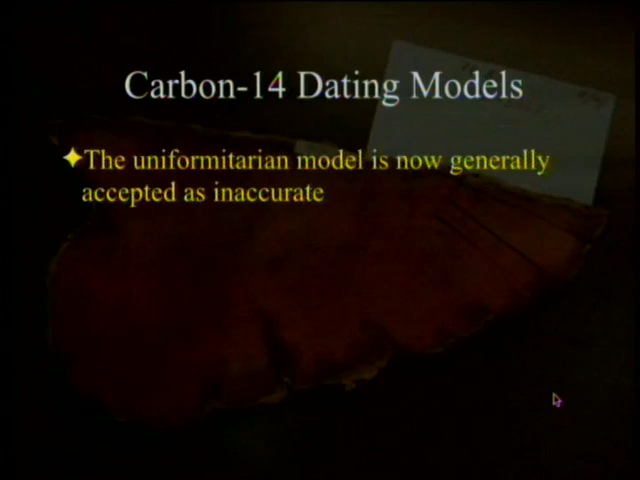 Carbon-14 Dating Models
The uniformitarian model is now generally
accepted as inaccurate